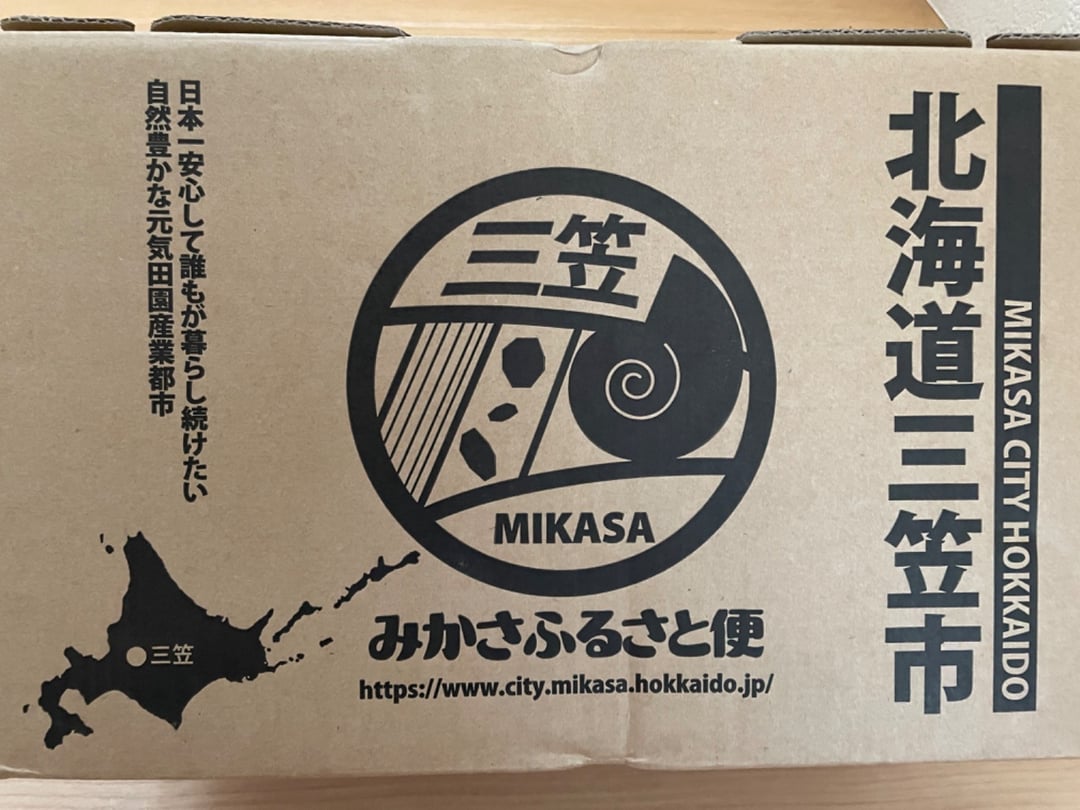 北海道三笠市
MIKASA CITY HOKKAIDO
三笠
MIKASA
みかさふるさと便
https://www.city.mikasa.hokkaido.jp/
日本一安心して誰もが暮らし続けたい
自然豊かな元気田園産業都市
三笠